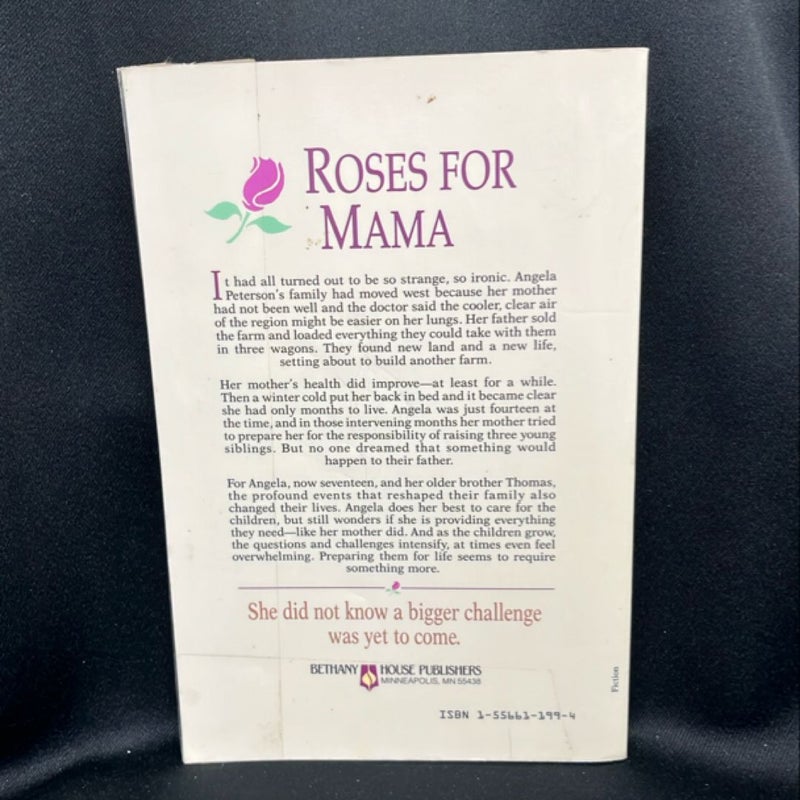 ROSES FOR
MAMA
It had all turned out to be so strange, so ironic. Angela
Peterson's family had moved west because her mother
had not been well and the doctor said the cooler, clear air
of the region might be easier on her lungs. Her father sold
the farm and loaded everything they could take with them
in three wagons. They found new land and a new life,
setting about to build another farm.
Her mother's health did improve—at least for a while.
Then a winter cold put her back in bed and it became clear
she had only months to live. Angela was just fourteen at
the time, and in those intervening months her mother tried
to prepare her for the responsibility of raising three young
siblings. But no one dreamed that something would
happen to their father.
For Angela, now seventeen, and her older brother Thomas,
the profound events that reshaped their family also
changed their lives. Angela does her best to care for the
children, but still wonders if she is providing everything
they need—like her mother did. And as the children grow,
the questions and challenges intensify, at times even feel
overwhelming. Preparing them for life seems to require
something more.
She did not know a bigger challenge
was yet to come.
BETHANY HOUSE PUBLISHERS
MINNEAPOLIS, MN 55438
Fiction
ISBN 1-55661-199-4